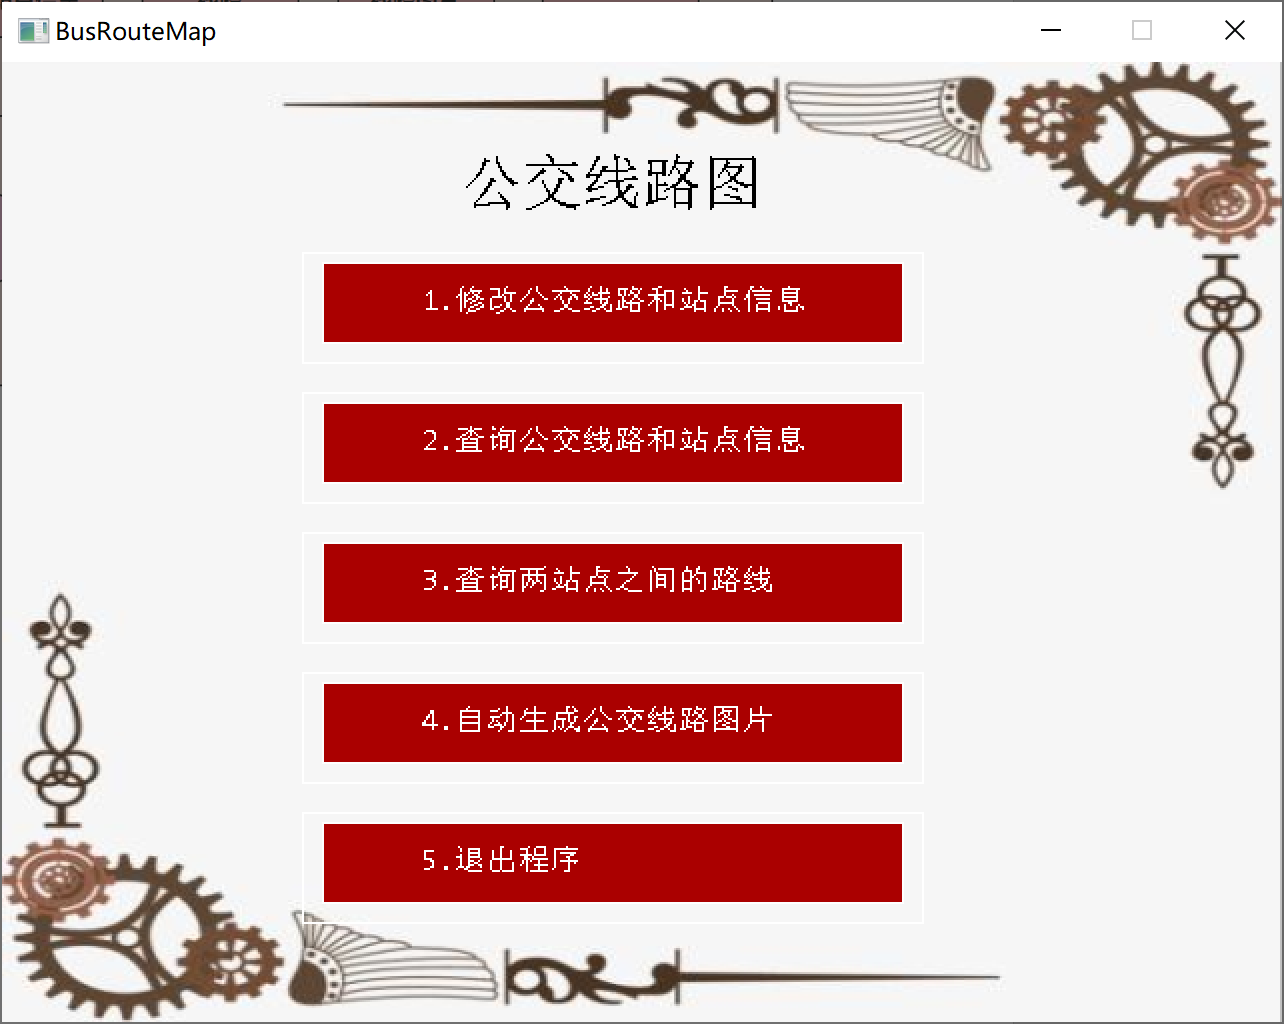 BusRouteMap
公交线路图
1.修改公交线路和站点信息
2.查询公交线路和站点信息
3.查询两站点之间的路线
4.自动生成公交线路图片
5.退出程序